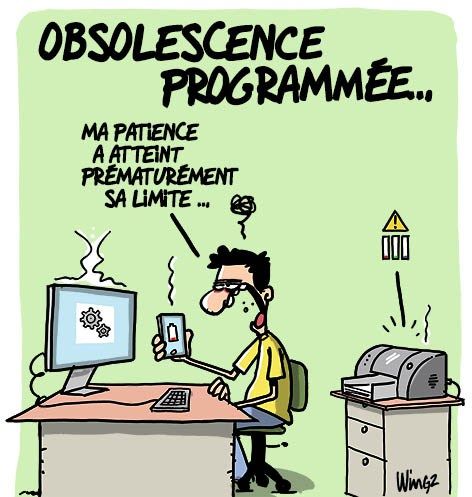 OBSOLESCENCE
PROGRAMMÉE...
MA PATIENCE
A ATTEINT
PRÉMATURÉMENT
SA LIMITE ...
Wingz